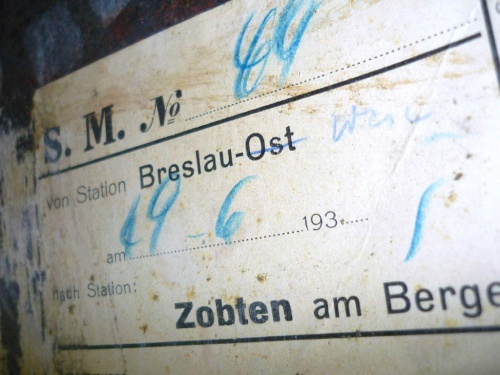 S. M. №
von Station Breslau-Ost
am 19-6 193
nach Station:
Zobten am Berge